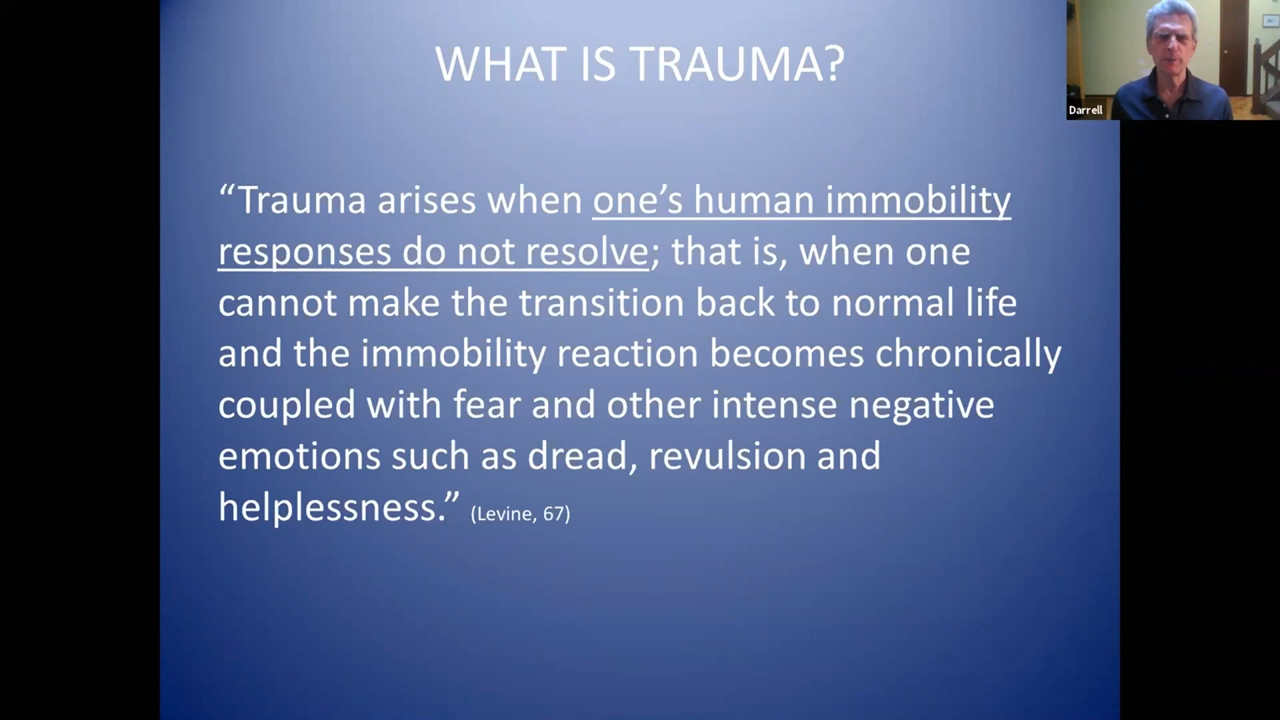 WHAT IS TRAUMA?
Darrell
“Trauma arises when one’s human immobility
responses do not resolve; that is, when one
cannot make the transition back to normal life
and the immobility reaction becomes chronically
coupled with fear and other intense negative
emotions such as dread, revulsion and
helplessness.” (Levine, 67)